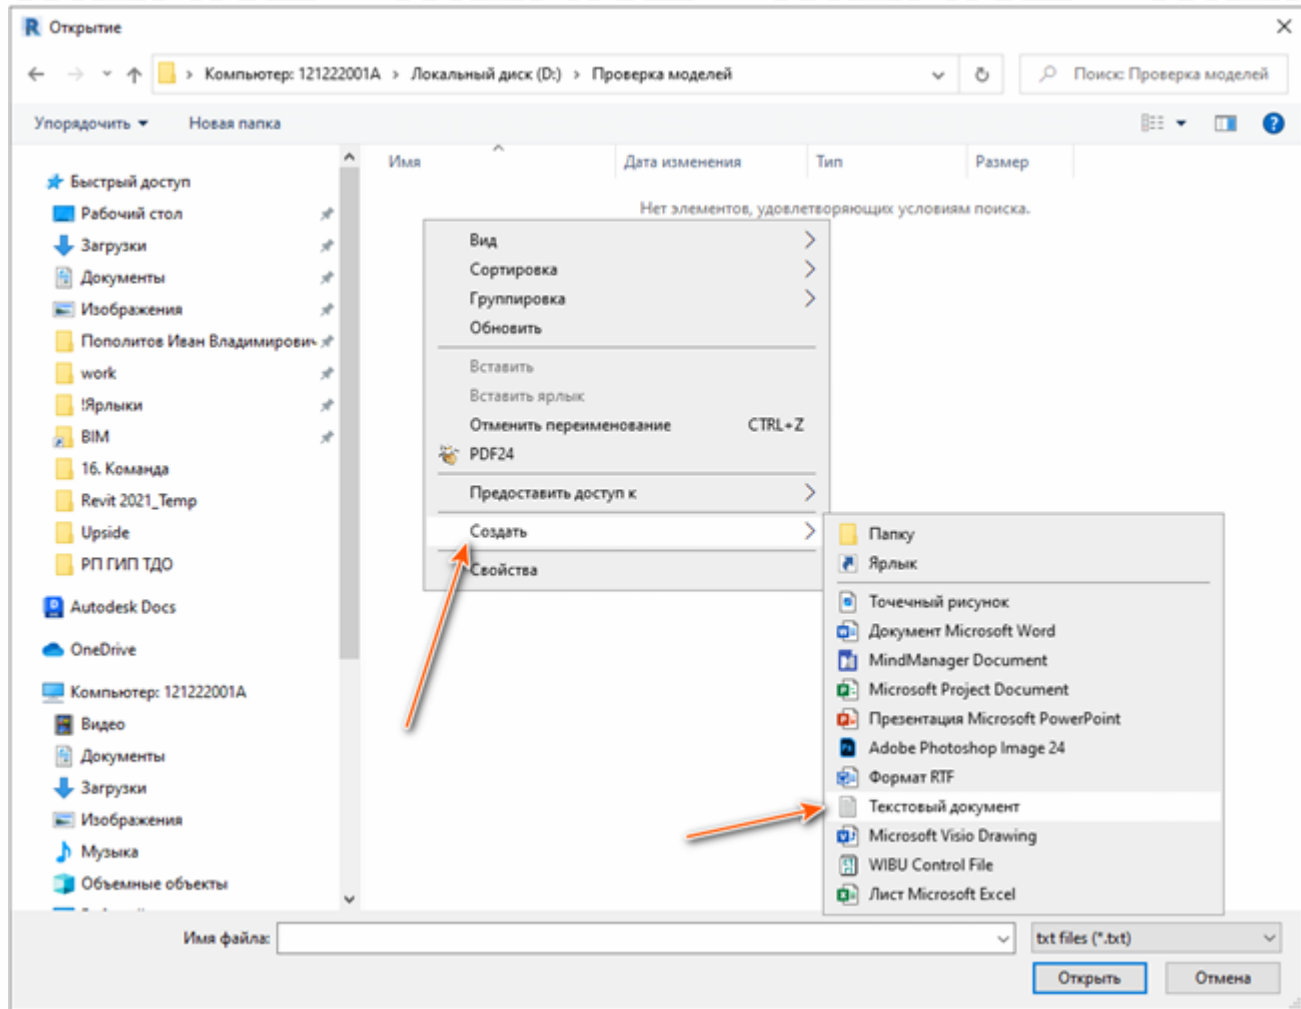 Открытие
Компьютер: 121222001A > Локальный диск (D:) > Проверка моделей
Поиск: Проверка моделей
Упорядочить
Новая папка
Имя
Дата изменения
Тип
Размер
Нет элементов, удовлетворяющих условиям поиска.
Быстрый доступ
Рабочий стол
Загрузки
Документы
Изображения
Пополитов Иван Владимирович
work
!Ярлыки
BIM
16. Команда
Revit 2021_Temp
Upside
РП ГИП ТДО
Autodesk Docs
OneDrive
Компьютер: 121222001A
Видео
Документы
Загрузки
Изображения
Музыка
Объемные объекты
Вид
Сортировка
Группировка
Обновить
Вставить
Вставить ярлык
Отменить переименование CTRL+Z
PDF24
Предоставить доступ к
Создать
Свойства
Папку
Ярлык
Точечный рисунок
Документ Microsoft Word
MindManager Document
Microsoft Project Document
Презентация Microsoft PowerPoint
Adobe Photoshop Image 24
Формат RTF
Текстовый документ
Microsoft Visio Drawing
WIBU Control File
Лист Microsoft Excel
Имя файла:
txt files (*.txt)
Открыть
Отмена